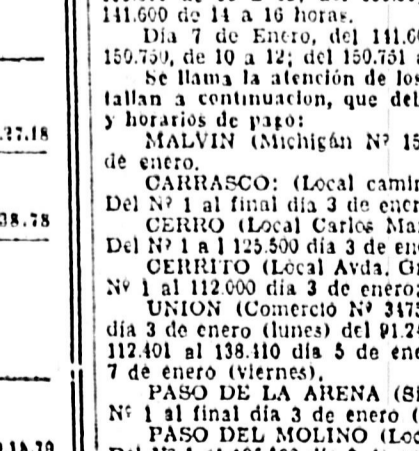 141.600 de 14 a 16 horas.
Día 7 de Enero, del 141.6
150.750, de 10 a 12; del 150.751 a
Se llama la atención de los
tallan a continuacion, que del
y horarios de pago:
27.18
MALVIN (Michigán Nº 15
de enero.
CARRASCO: (Local cami
Del Nº 1 al final día 3 de ener
38.78
CERRO (Local Carlos Ma
Del Nº 1 a l 125.500 día 3 de en
CERRITO (Local Avda. G
Nº 1 al 112.000 día 3 de enero;
UNION (Comercio Nº 3475
día 3 de enero (lunes) del 91.2
112.401 al 138.410 día 5 de ene
7 de enero (viernes).
PASO DE LA ARENA (Si
Nº 1 al final día 3 de enero (
PASO DEL MOLINO (Loc